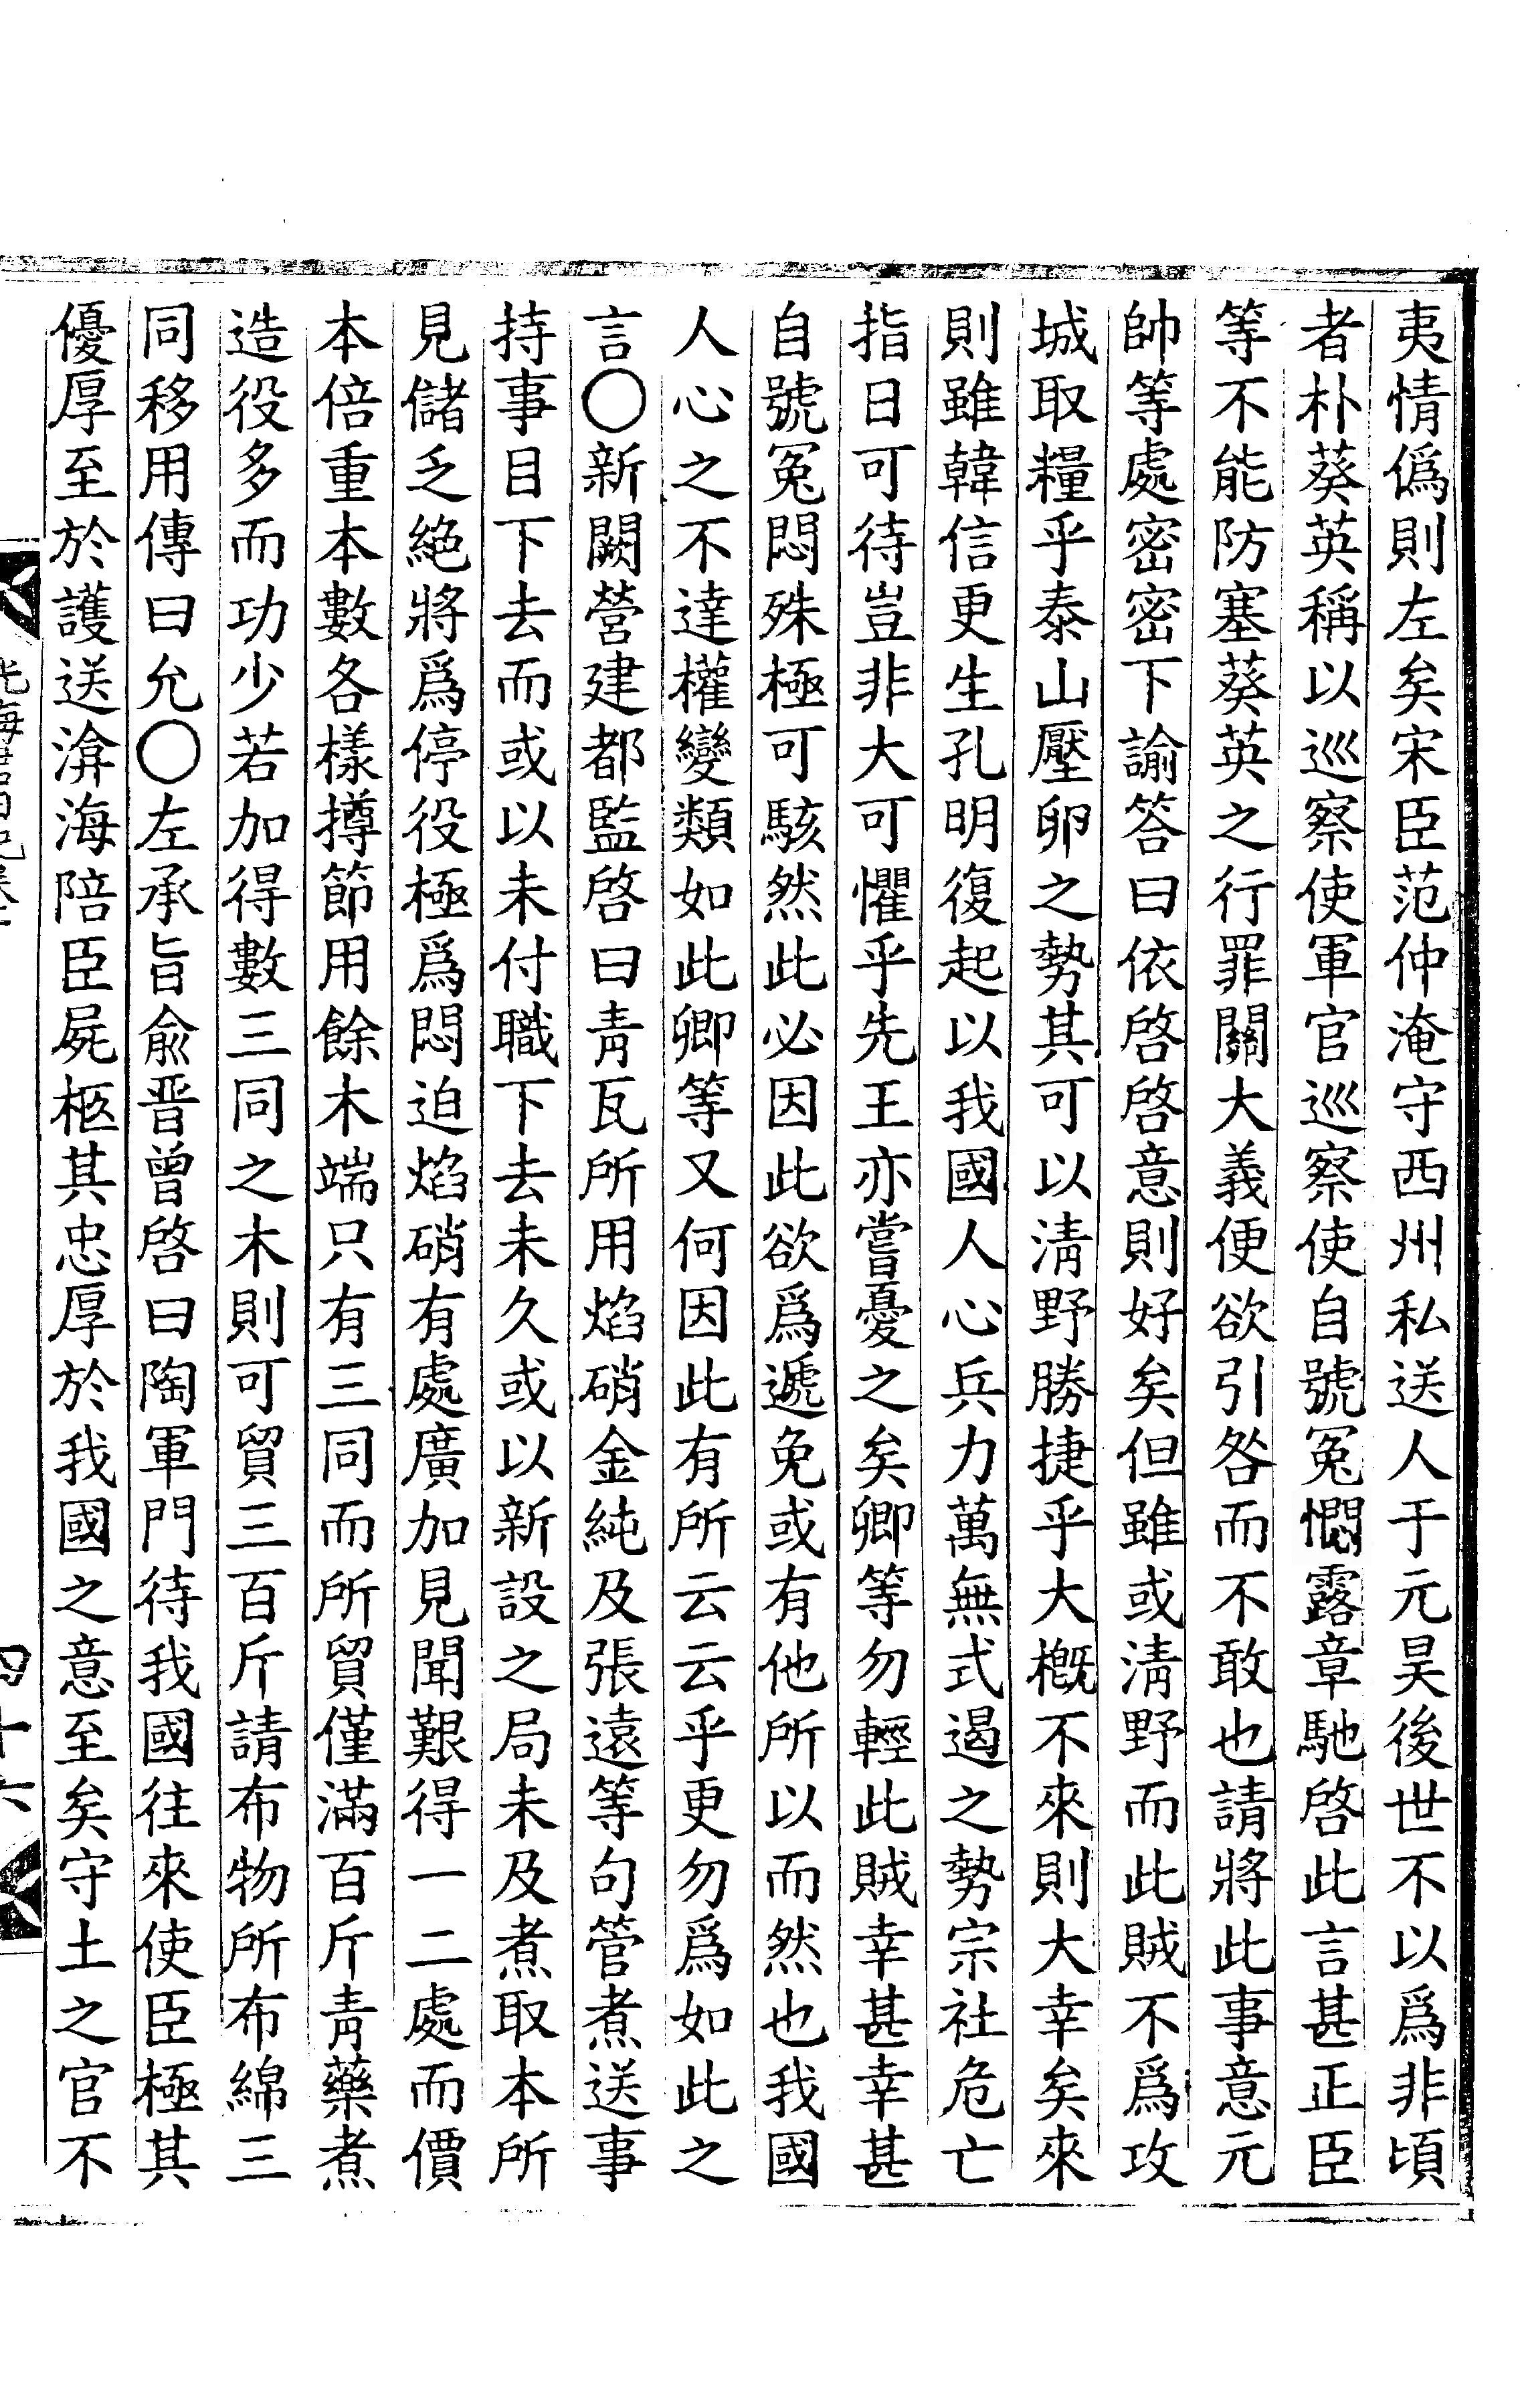 夷情僞則左矣宋臣范仲淹守西州私送人于元昊後世不以爲非頃
者朴葵英稱以巡察使軍官巡察使自號冤憫露章馳啓此言甚正臣
等不能防塞葵英之行罪關大義便欲引咎而不敢也請將此事意元
帥等處密密下諭答曰依啓啓意則好矣但雖或淸野而此賊不爲攻
城取糧乎泰山壓卵之勢其可以淸野勝捷乎大槪不來則大幸矣來
則雖韓信更生孔明復起以我國人心兵力萬無式遏之勢宗社危亡
指日可待豈非大可懼乎先王亦嘗憂之矣卿等勿輕此賊幸甚幸甚
自號冤悶殊極可駭然此必因此欲爲遞免或有他所以而然也我國
人心之不達權變類如此卿等又何因此有所云云乎更勿爲如此之
言○新闕營建都監啓曰靑瓦所用焰硝金純及張遠等句管煮送事
持事目下去而或以未付職下去未久或以新設之局未及煮取本所
見儲乏絶將爲停役極爲悶迫焰硝有處廣加見聞艱得一二處而價
本倍重本數各樣撙節用餘木端只有三同而所貿僅滿百斤靑藥煮
造役多而功少若加得數三同之木則可貿三百斤請布物所布綿三
同移用傳曰允○左承旨兪晋曾啓曰陶軍門待我國往來使臣極其
優厚至於護送渰海陪臣屍柩其忠厚於我國之意至矣守土之官不
四十六